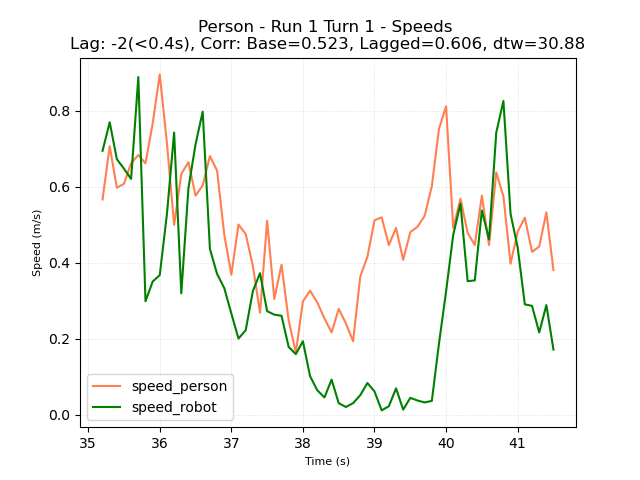 Person - Run 1 Turn 1 - Speeds
Lag: -2(<0.4s), Corr: Base=0.523, Lagged=0.606, dtw=30.88
0.8
0.6
0.4
0.2
0.0
Speed (m/s)
speed_person
speed_robot
35 36 37 38 39 40 41
Time (s)